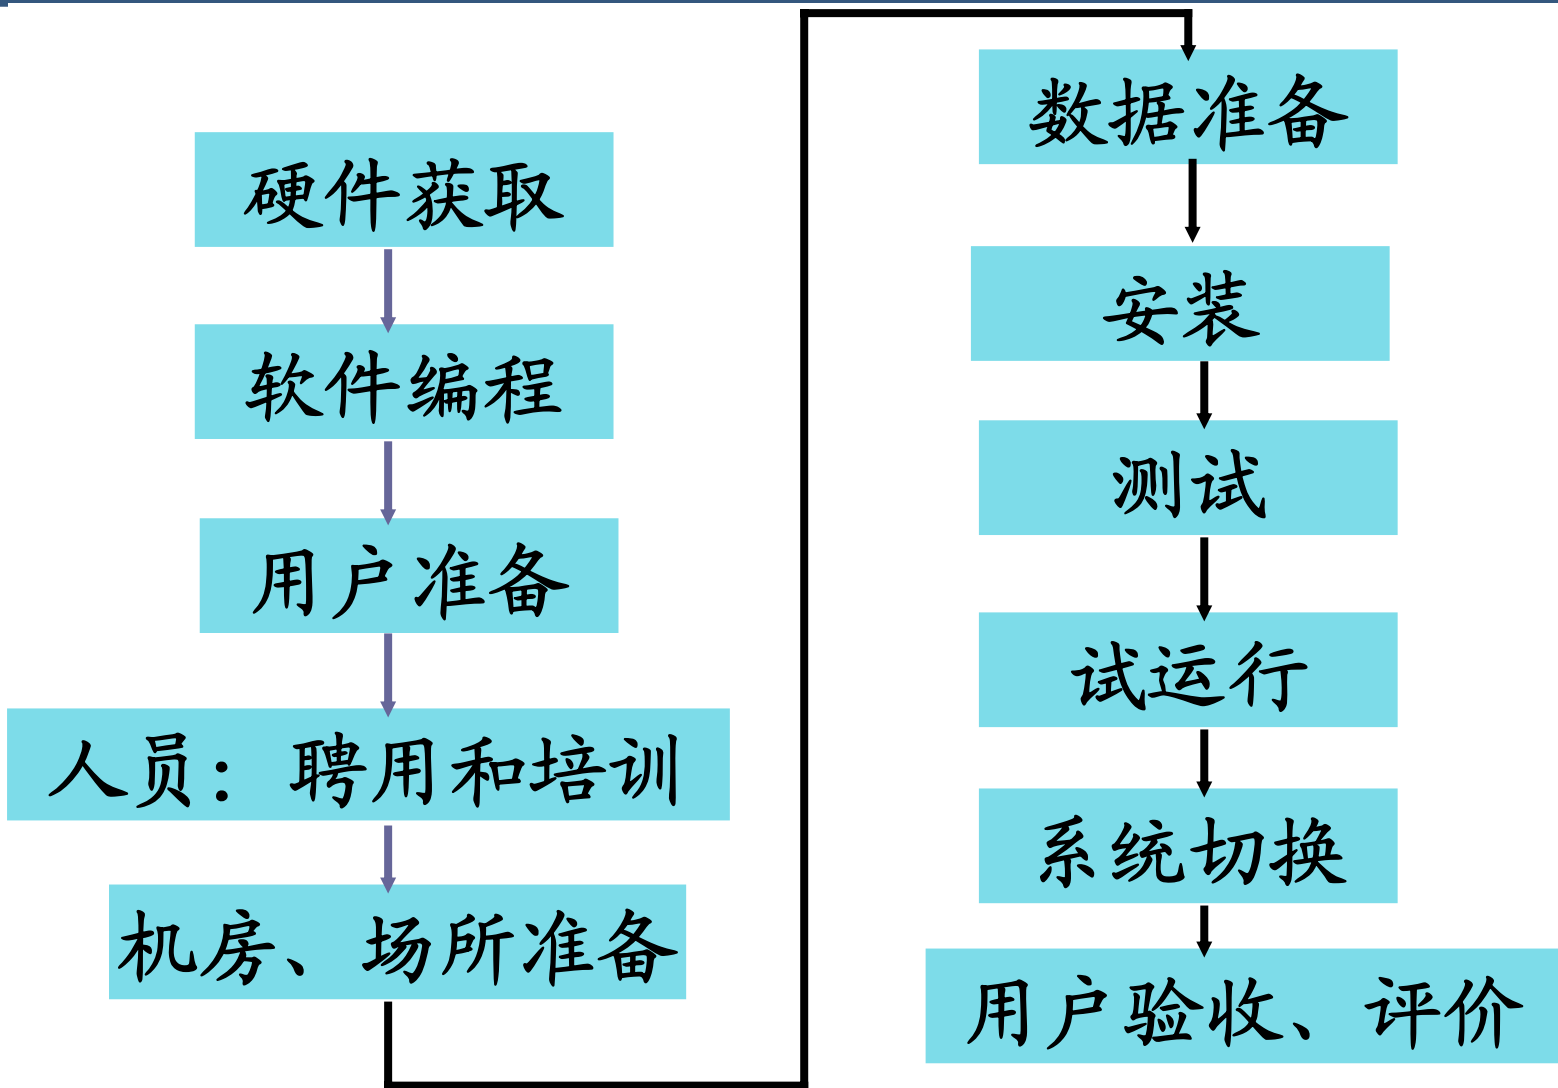 硬件获取
软件编程
用户准备
人员：聘用和培训
机房、场所准备
数据准备
安装
测试
试运行
系统切换
用户验收、评价